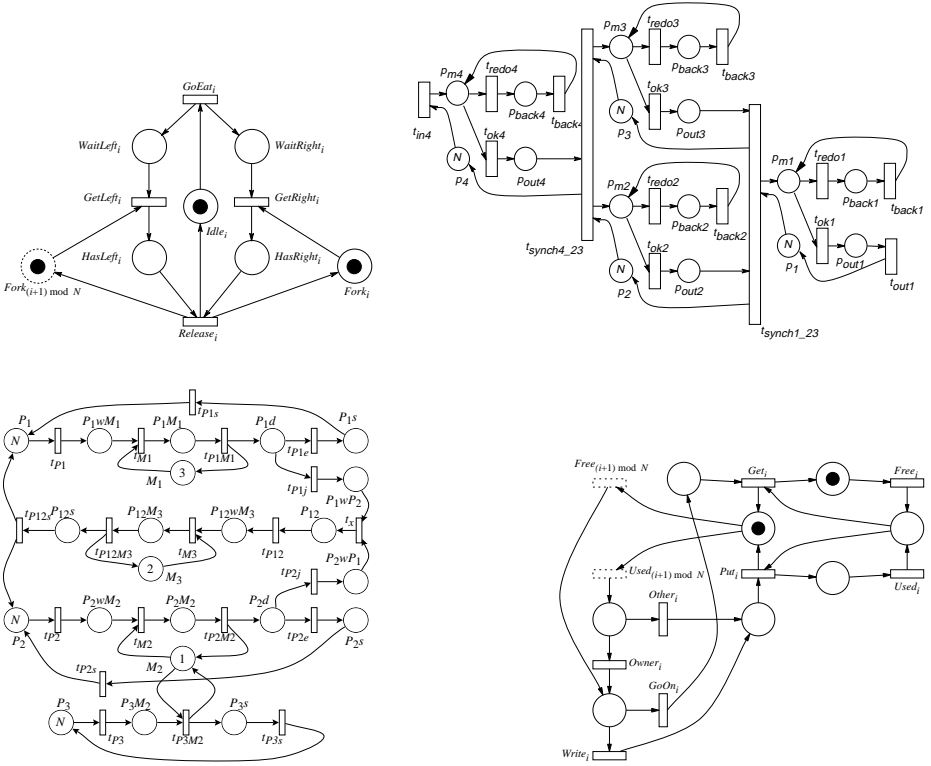 GoEat_i
WaitLeft_i
WaitRight_i
GetLeft_i
GetRight_i
Idle_i
HasLeft_i
HasRight_i
Fork_(i+1) mod N
Fork_i
Release_i
p_m3
t_redo3
p_back3
t_back3
p_m4
t_redo4
p_back4
t_back4
t_in4
t_ok4
N
p_4
p_out4
t_ok3
N
p_3
p_out3
p_m2
t_redo2
p_back2
t_back2
t_synch4_23
t_ok2
N
p_2
p_out2
p_m1
t_redo1
p_back1
t_back1
t_ok1
N
p_1
p_out1
t_out1
t_synch1_23
t_P1s
P_1
P_1wM_1
P_1M_1
P_1d
P_1s
N
t_P1
t_M1
t_P1M1
t_P1e
3
M_1
t_P1j
P_1wP_2
t_P12s
P_12s
P_12M_3
P_12wM_3
P_12
t_x
t_P12M3
t_M3
t_P12
2
M_3
P_2wP_1
t_P2j
P_2wM_2
P_2M_2
P_2d
N
P_2
t_P2
t_M2
t_P2M2
t_P2e
P_2s
M_2
1
t_P2s
P_3
P_3M_2
P_3s
N
t_P3
t_P3M2
t_P3s
Free_(i+1) mod N
Get_i
Free_i
Used_(i+1) mod N
Put_i
Used_i
Other_i
Owner_i
GoOn_i
Write_i